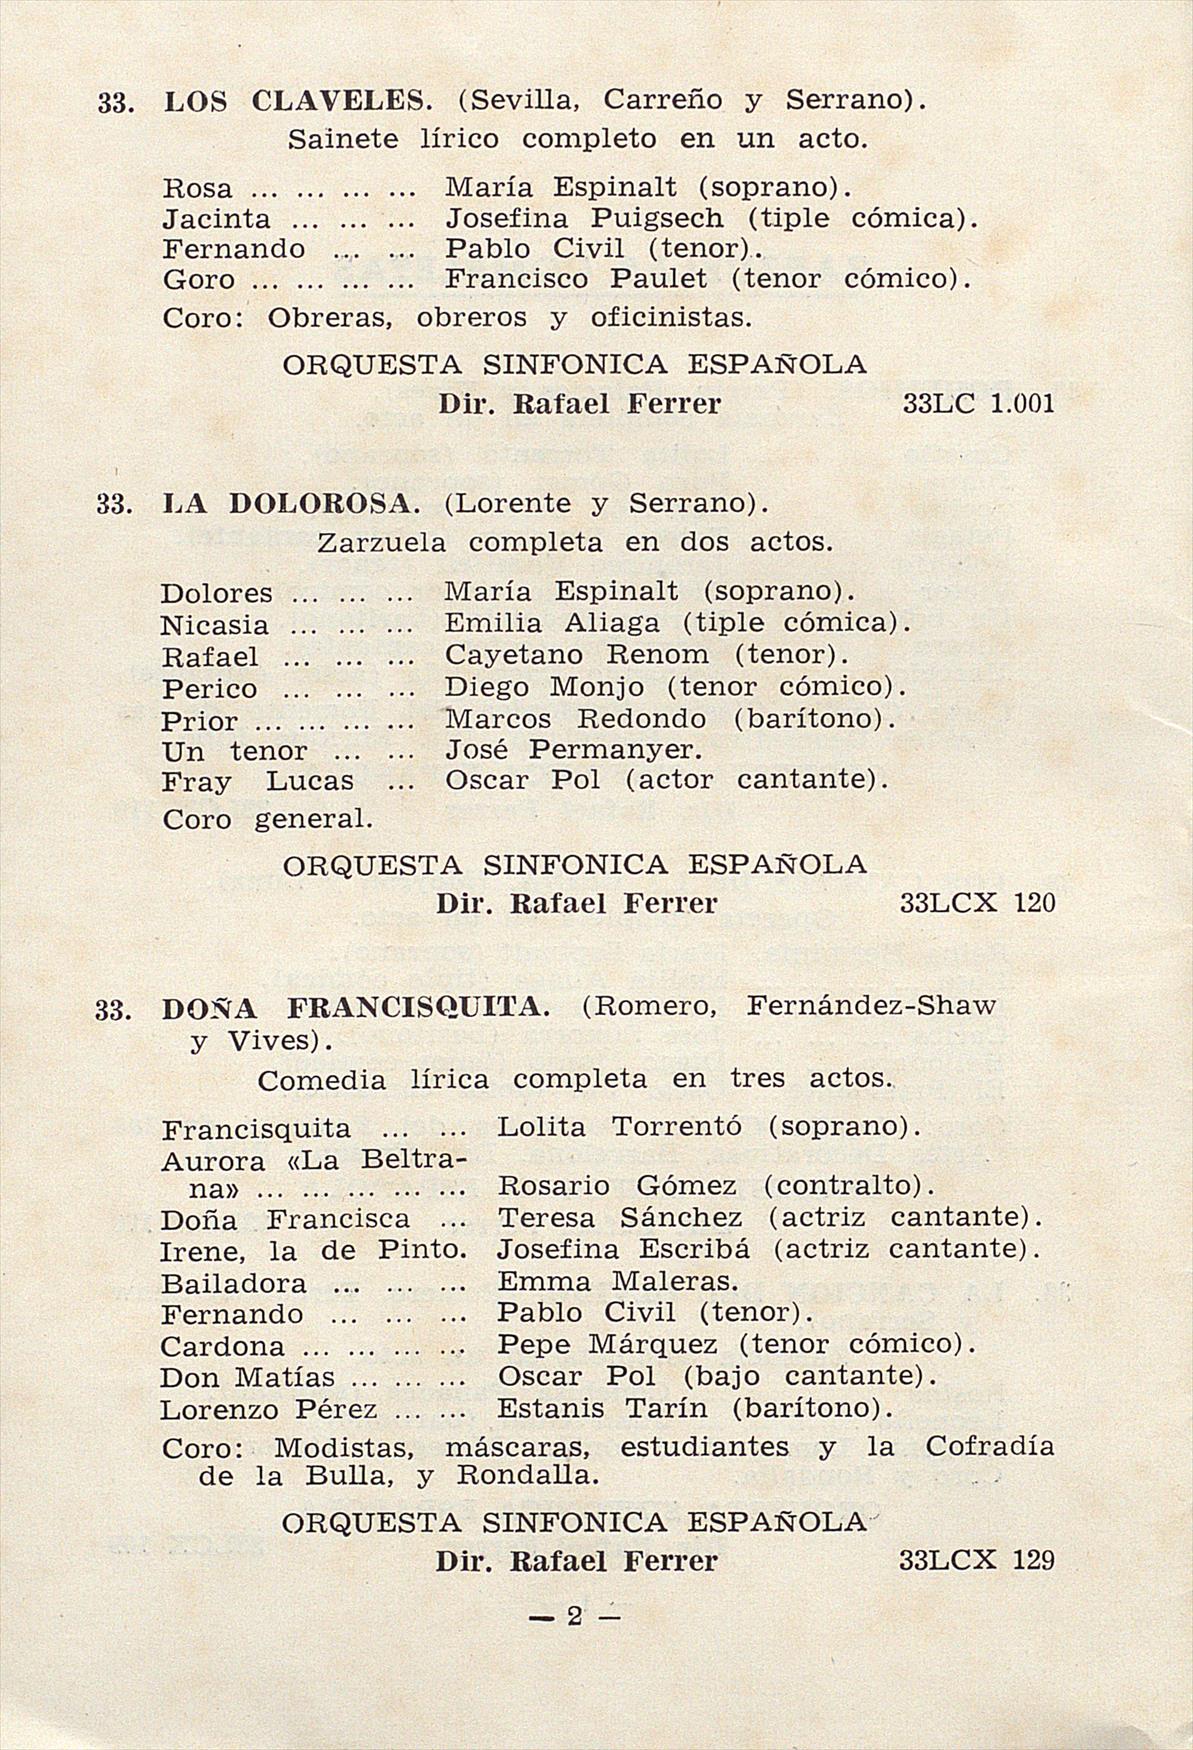 33. LOS CLAVELES. (Sevilla, Carreño y Serrano).
Sainete lírico completo en un acto.
Rosa ... ... ... ... María Espinalt (soprano).
Jacinta ... ... ... Josefina Puigsech (tiple cómica).
Fernando ... ... Pablo Civil (tenor).
Goro ... ... ... ... Francisco Paulet (tenor cómico).
Coro: Obreras, obreros y oficinistas.
ORQUESTA SINFONICA ESPAÑOLA
Dir. Rafael Ferrer 33LC 1.001
33. LA DOLOROSA. (Lorente y Serrano).
Zarzuela completa en dos actos.
Dolores ... ... ... María Espinalt (soprano).
Nicasia ... ... ... Emilia Aliaga (tiple cómica).
Rafael ... ... ... Cayetano Renom (tenor).
Perico ... ... ... Diego Monjo (tenor cómico).
Prior ... ... ... ... Marcos Redondo (barítono).
Un tenor ... ... José Permanyer.
Fray Lucas ... Oscar Pol (actor cantante).
Coro general.
ORQUESTA SINFONICA ESPAÑOLA
Dir. Rafael Ferrer 33LCX 120
33. DOÑA FRANCISQUITA. (Romero, Fernández-Shaw
y Vives).
Comedia lírica completa en tres actos.
Francisquita ... ... Lolita Torrentó (soprano).
Aurora «La Beltra-
na» ... ... ... ... ... Rosario Gómez (contralto).
Doña Francisca ... Teresa Sánchez (actriz cantante).
Irene, la de Pinto. Josefina Escribá (actriz cantante).
Bailadora ... ... ... Emma Maleras.
Fernando ... ... ... Pablo Civil (tenor).
Cardona ... ... ... ... Pepe Márquez (tenor cómico).
Don Matías ... ... ... Oscar Pol (bajo cantante).
Lorenzo Pérez ... ... Estanis Tarín (barítono).
Coro: Modistas, máscaras, estudiantes y la Cofradía
de la Bulla, y Rondalla.
ORQUESTA SINFONICA ESPAÑOLA
Dir. Rafael Ferrer 33LCX 129
— 2 —